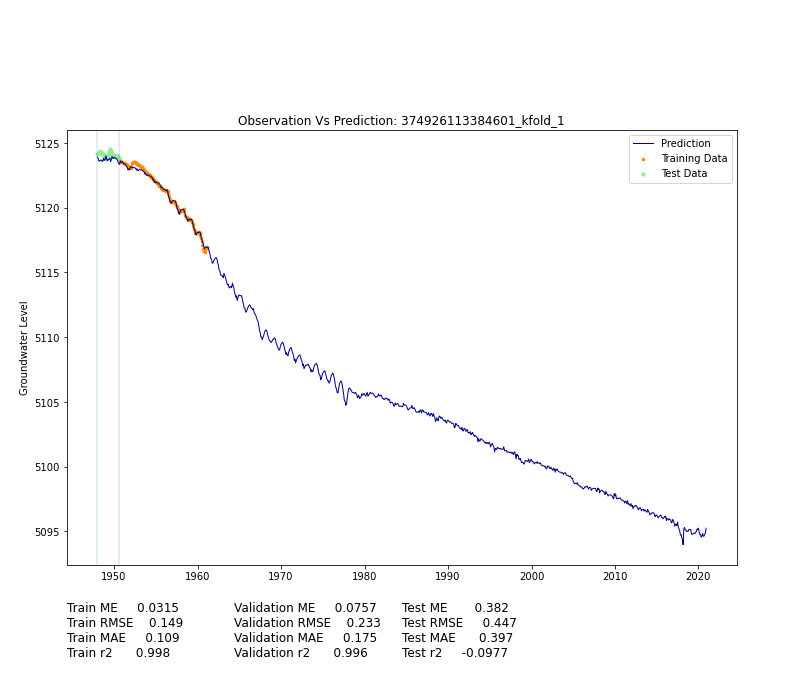 Observation Vs Prediction: 374926113384601_kfold_1
Prediction
Training Data
Test Data
Groundwater Level
5125
5120
5115
5110
5105
5100
5095
1950 1960 1970 1980 1990 2000 2010 2020
Train ME 0.0315 Validation ME 0.0757 Test ME 0.382
Train RMSE 0.149 Validation RMSE 0.233 Test RMSE 0.447
Train MAE 0.109 Validation MAE 0.175 Test MAE 0.397
Train r2 0.998 Validation r2 0.996 Test r2 -0.0977